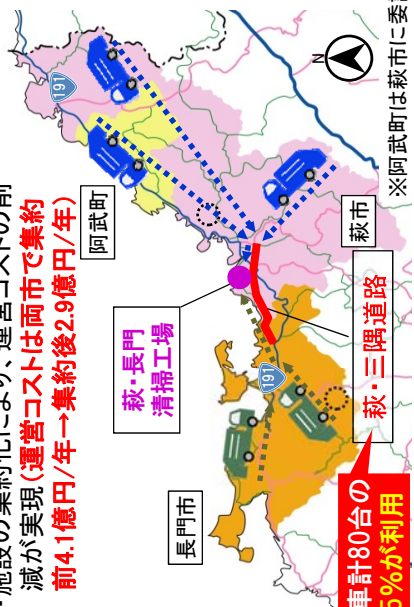 ・施設の集約化により、運営コストの削
減が実現(運営コストは両市で集約
前4.1億円/年→集約後2.9億円/年)
191
阿武町
N
萩・長門
清掃工場
萩市
191
萩・三隅道路
長門市
車計80台の
5%が利用
※阿武町は萩市に委